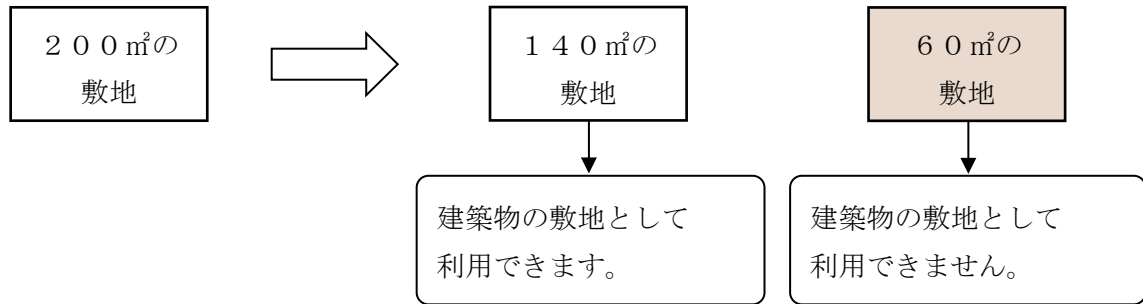 ２００㎡の
敷地
１４０㎡の
敷地
６０㎡の
敷地
建築物の敷地として
利用できます。
建築物の敷地として
利用できません。